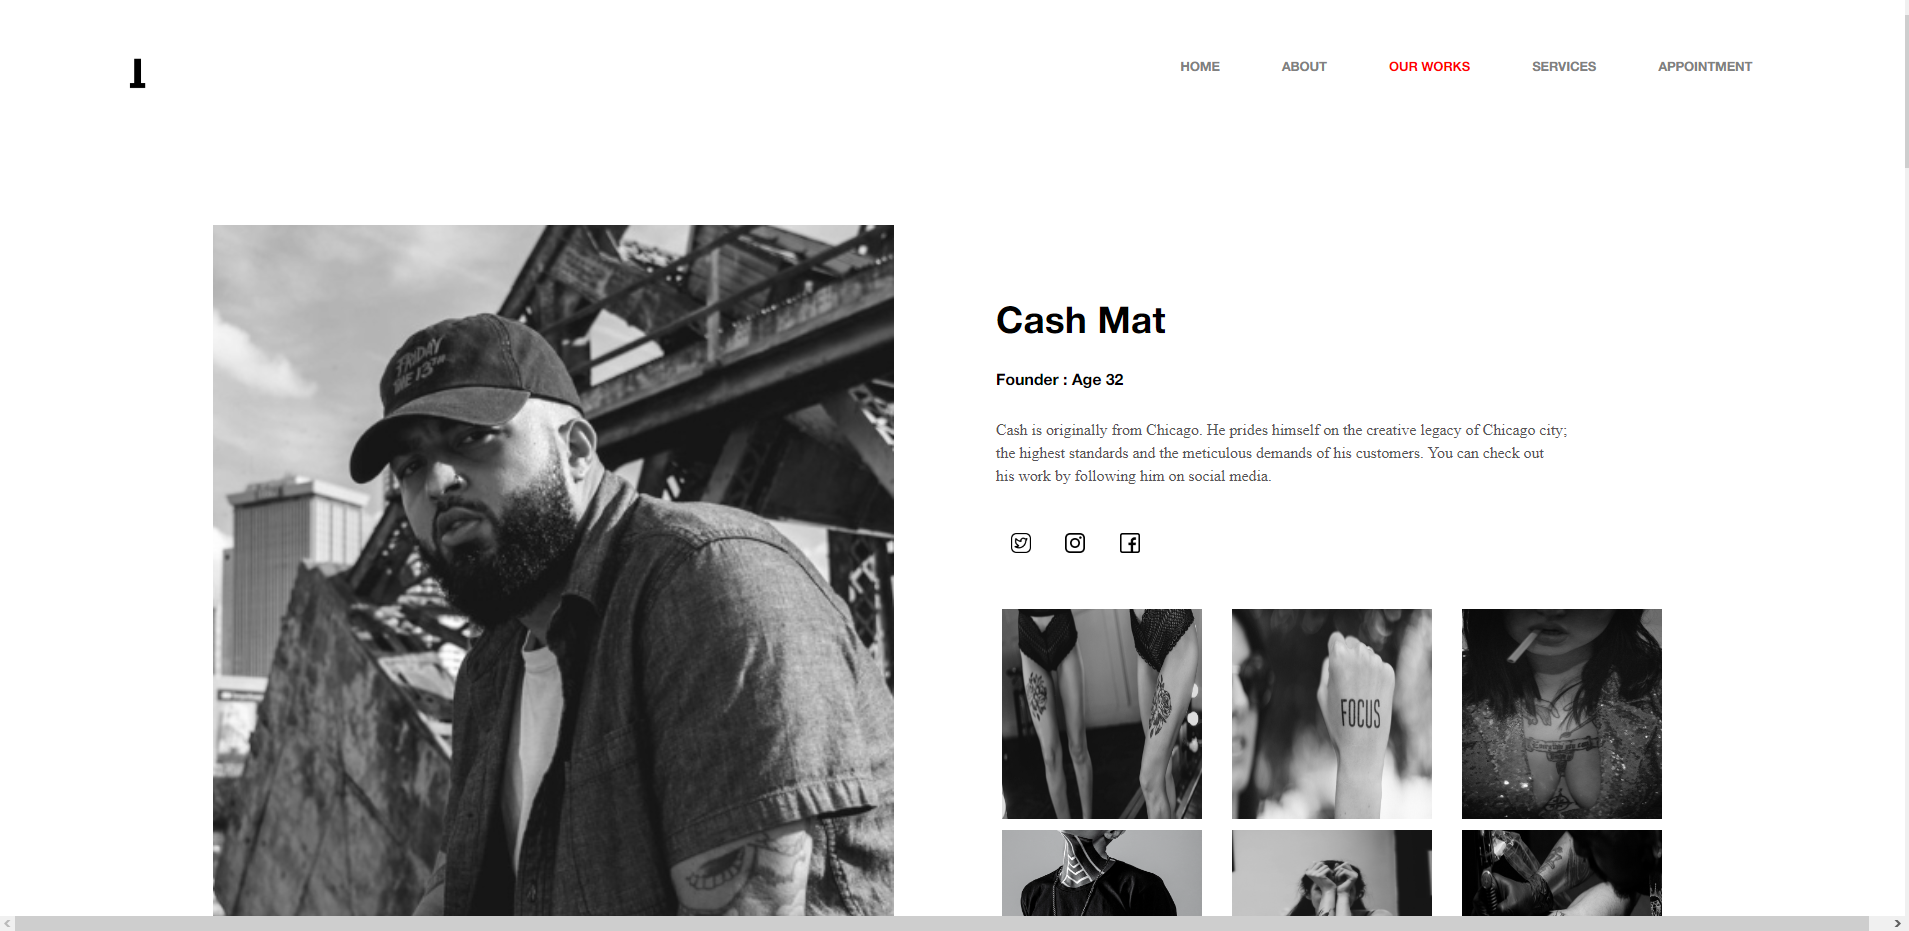 HOME ABOUT OUR WORKS SERVICES APPOINTMENT
FRIDAY
THE 13TH
Cash Mat
Founder : Age 32
Cash is originally from Chicago. He prides himself on the creative legacy of Chicago city;
the highest standards and the meticulous demands of his customers. You can check out
his work by following him on social media.
FOCUS